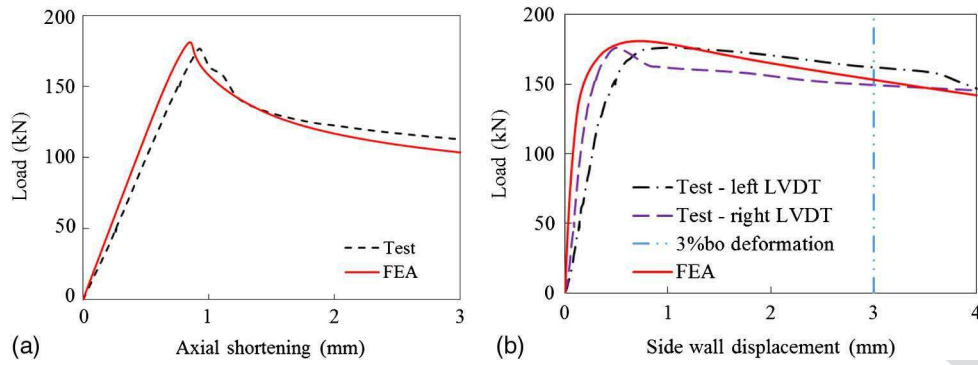 200
150
100
50
0
Load (kN)
Test
FEA
0 1 2 3
(a) Axial shortening (mm)
200
150
100
50
0
Load (kN)
Test - left LVDT
Test - right LVDT
3%bo deformation
FEA
0 1 2 3 4
(b) Side wall displacement (mm)